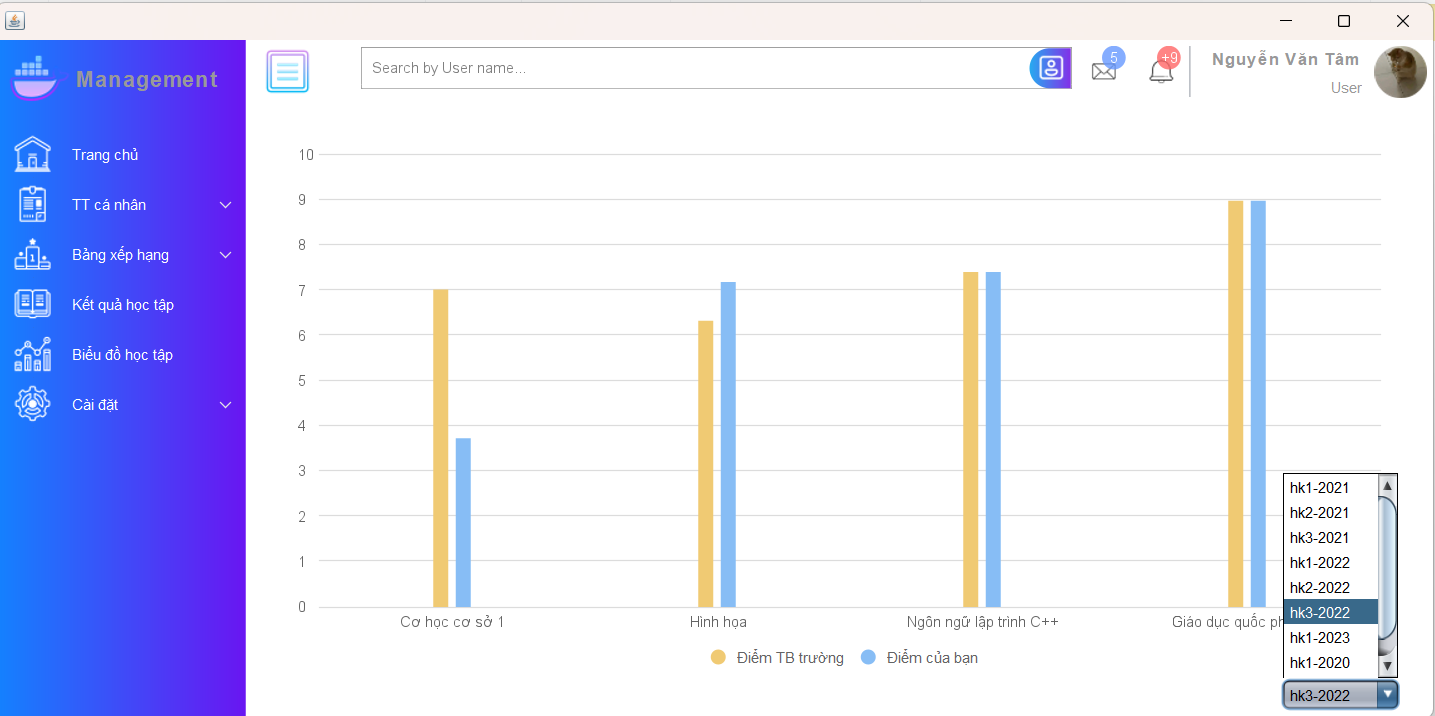 Management
Search by User name...
5
+9
Nguyễn Văn Tâm
User
Trang chủ
TT cá nhân
Bảng xếp hạng
1
Kết quả học tập
Biểu đồ học tập
Cài đặt
10
9
8
7
6
5
4
3
2
1
0
Cơ học cơ sở 1
Hình họa
Ngôn ngữ lập trình C++
Giáo dục quốc
Điểm TB trường
Điểm của bạn
hk1-2021
hk2-2021
hk3-2021
hk1-2022
hk2-2022
hk3-2022
hk1-2023
hk1-2020
hk3-2022